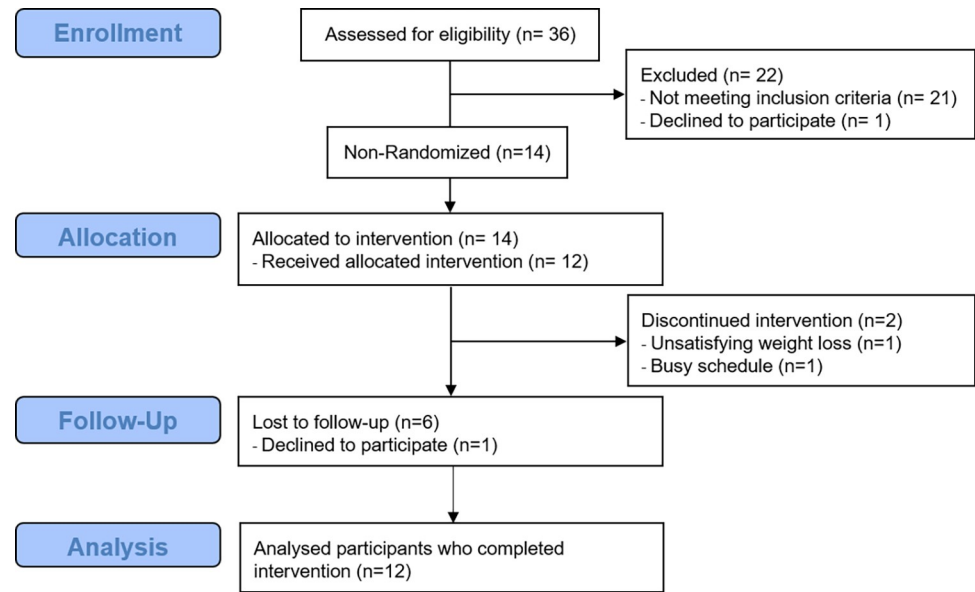 Enrollment
Assessed for eligibility (n= 36)
Excluded (n= 22)
- Not meeting inclusion criteria (n= 21)
- Declined to participate (n= 1)
Non-Randomized (n=14)
Allocation
Allocated to intervention (n= 14)
- Received allocated intervention (n= 12)
Discontinued intervention (n=2)
- Unsatisfying weight loss (n=1)
- Busy schedule (n=1)
Follow-Up
Lost to follow-up (n=6)
- Declined to participate (n=1)
Analysis
Analysed participants who completed
intervention (n=12)